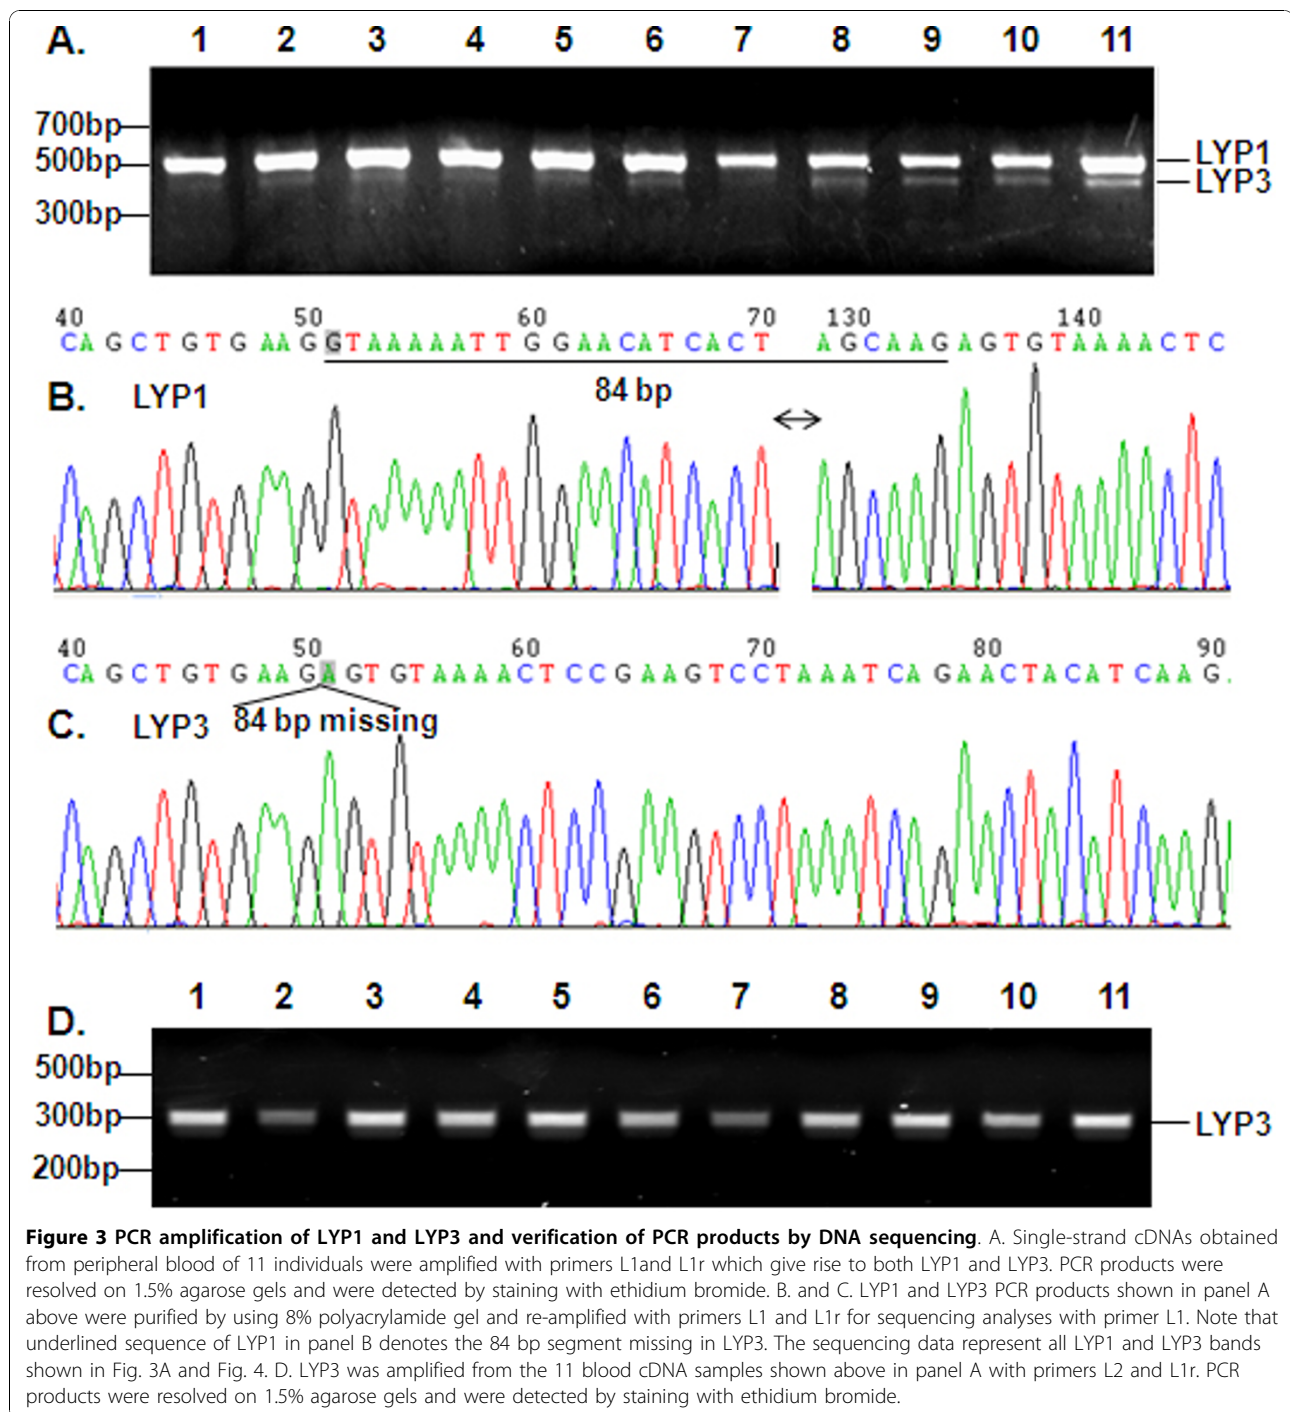 A. 1 2 3 4 5 6 7 8 9 10 11
700bp
500bp
300bp
LYP1
LYP3
40 50 60 70 130 140
CAGCTGTGAAGGTAAAAATTGGAACATCACT AGCAAGAGTGTAAAACTC
84 bp
B. LYP1
40 50 60 70 80 90
CAGCTGTGAAGAGTGTAAAACTCCGAAGTCCTAAATCAGAACTACATCAAG.
84 bp missing
C. LYP3
1 2 3 4 5 6 7 8 9 10 11
D.
500bp
300bp
200bp
LYP3
Figure 3 PCR amplification of LYP1 and LYP3 and verification of PCR products by DNA sequencing. A. Single-strand cDNAs obtained
from peripheral blood of 11 individuals were amplified with primers L1and L1r which give rise to both LYP1 and LYP3. PCR products were
resolved on 1.5% agarose gels and were detected by staining with ethidium bromide. B. and C. LYP1 and LYP3 PCR products shown in panel A
above were purified by using 8% polyacrylamide gel and re-amplified with primers L1 and L1r for sequencing analyses with primer L1. Note that
underlined sequence of LYP1 in panel B denotes the 84 bp segment missing in LYP3. The sequencing data represent all LYP1 and LYP3 bands
shown in Fig. 3A and Fig. 4. D. LYP3 was amplified from the 11 blood cDNA samples shown above in panel A with primers L2 and L1r. PCR
products were resolved on 1.5% agarose gels and were detected by staining with ethidium bromide.